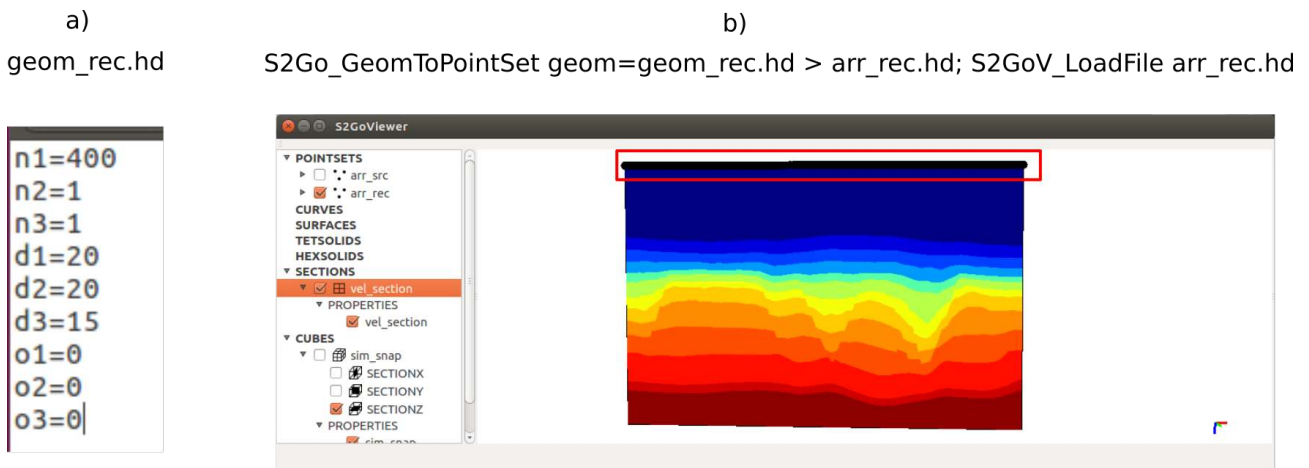 a)
geom_rec.hd
n1=400
n2=1
n3=1
d1=20
d2=20
d3=15
o1=0
o2=0
o3=0
b)
S2Go_GeomToPointSet geom=geom_rec.hd > arr_rec.hd; S2GoV_LoadFile arr_rec.hd
S2GoViewer
POINTSETS
arr_src
arr_rec
CURVES
SURFACES
TETSOLIDS
HEXSOLIDS
SECTIONS
vel_section
PROPERTIES
vel_section
CUBES
sim_snap
SECTIONX
SECTIONY
SECTIONZ
PROPERTIES
sim_snap